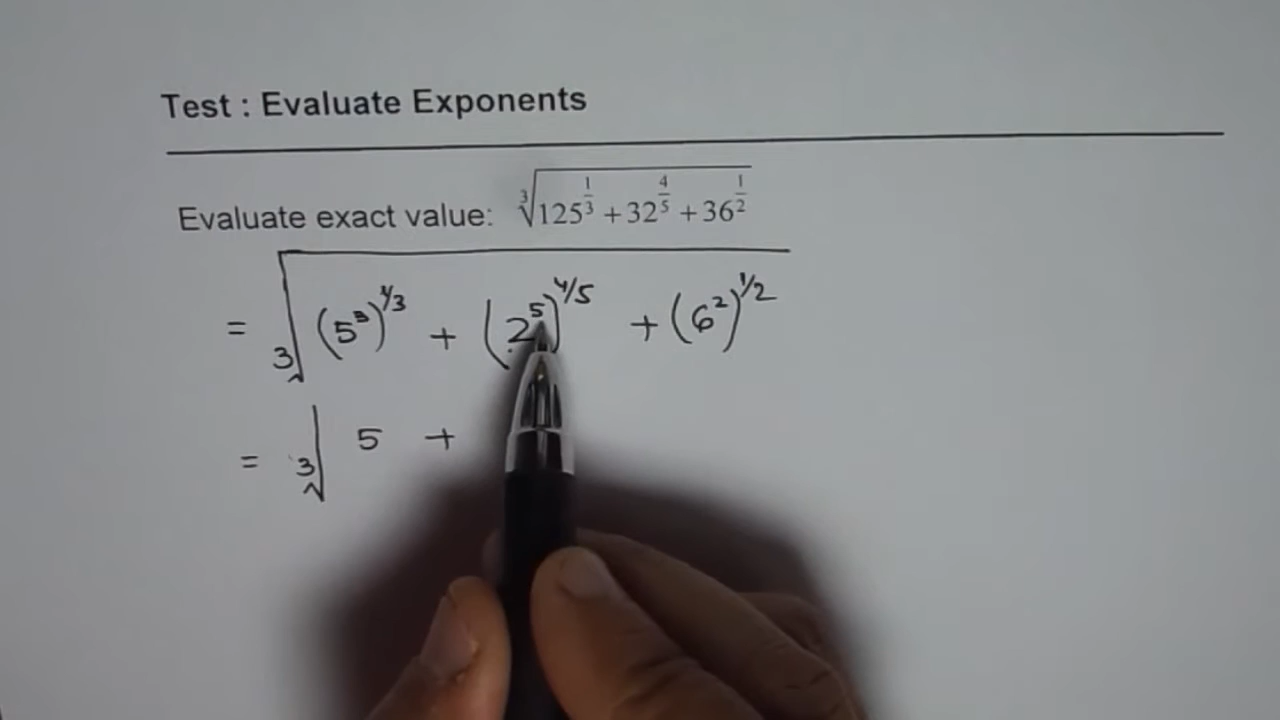 Test : Evaluate Exponents
Evaluate exact value: ∛(125^(1/3) + 32^(4/5) + 36^(1/2))
= ∛((5³)^(1/3) + (2⁵)^(4/5) + (6²)^(1/2))
= ∛ 5 +